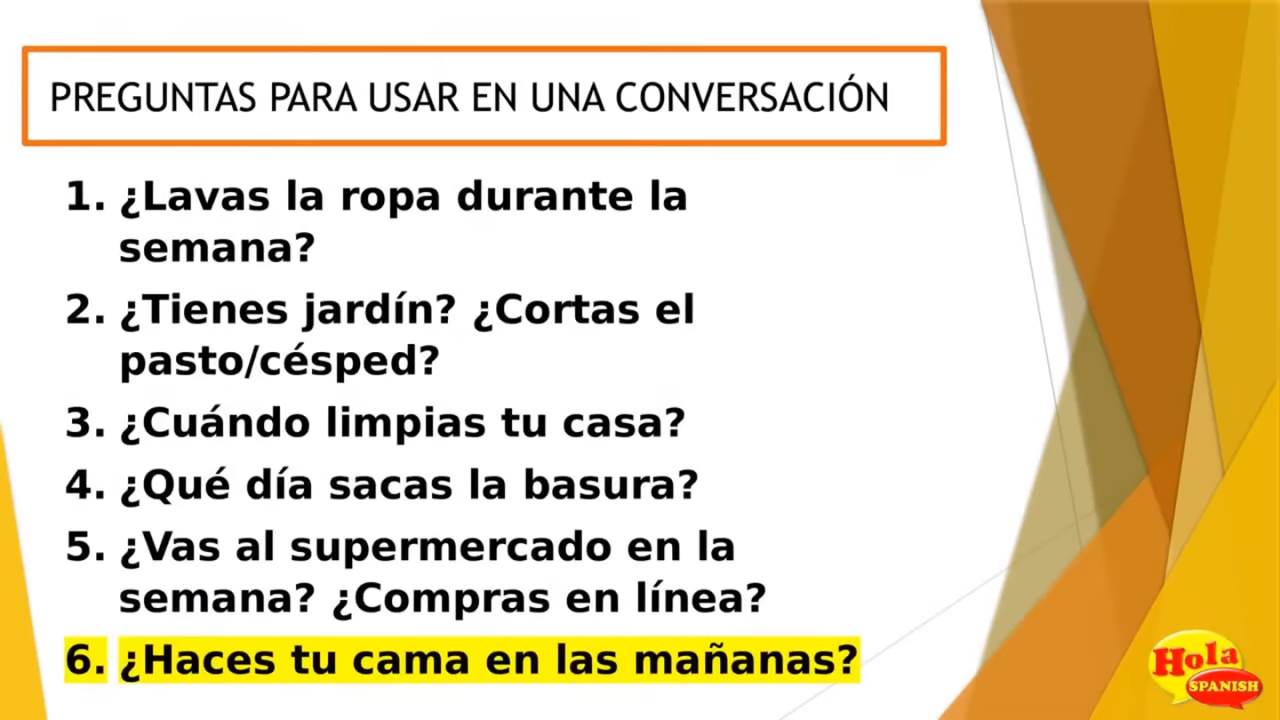 PREGUNTAS PARA USAR EN UNA CONVERSACIÓN
1. ¿Lavas la ropa durante la
semana?
2. ¿Tienes jardín? ¿Cortas el
pasto/césped?
3. ¿Cuándo limpias tu casa?
4. ¿Qué día sacas la basura?
5. ¿Vas al supermercado en la
semana? ¿Compras en línea?
6. ¿Haces tu cama en las mañanas?
Hola
SPANISH